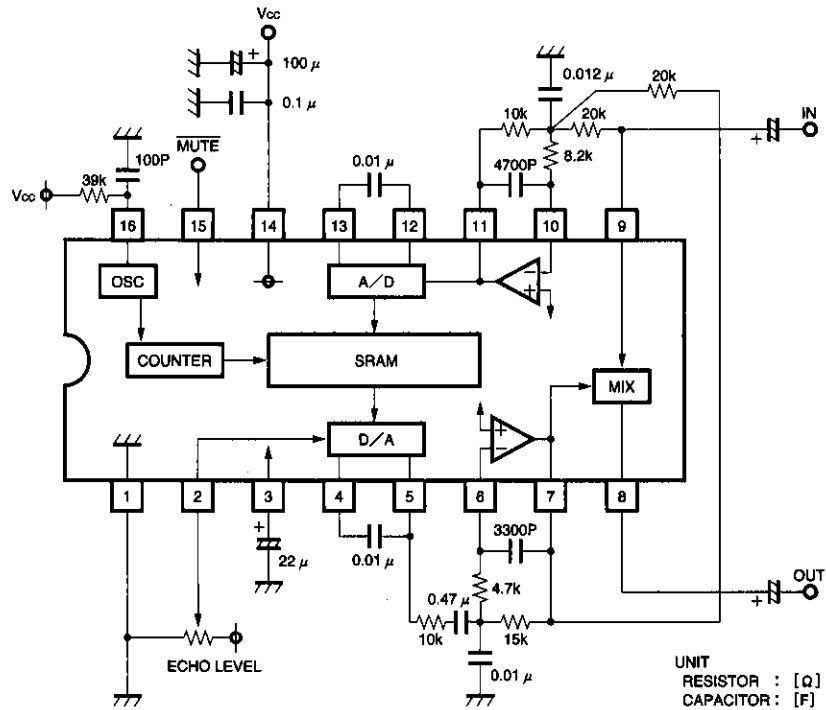 Vcc
100 μ
0.1 μ
MUTE
100P
39k
Vcc
0.01 μ
0.012 μ
20k
10k
20k
IN
+
8.2k
4700P
16
15
14
13
12
11
10
9
OSC
A/D
−
+
COUNTER
SRAM
MIX
D/A
+
−
1
2
3
4
5
6
7
8
+
22 μ
0.01 μ
3300P
4.7k
0.47 μ
10k
15k
0.01 μ
OUT
+
ECHO LEVEL
UNIT
RESISTOR : [Ω]
CAPACITOR : [F]
+